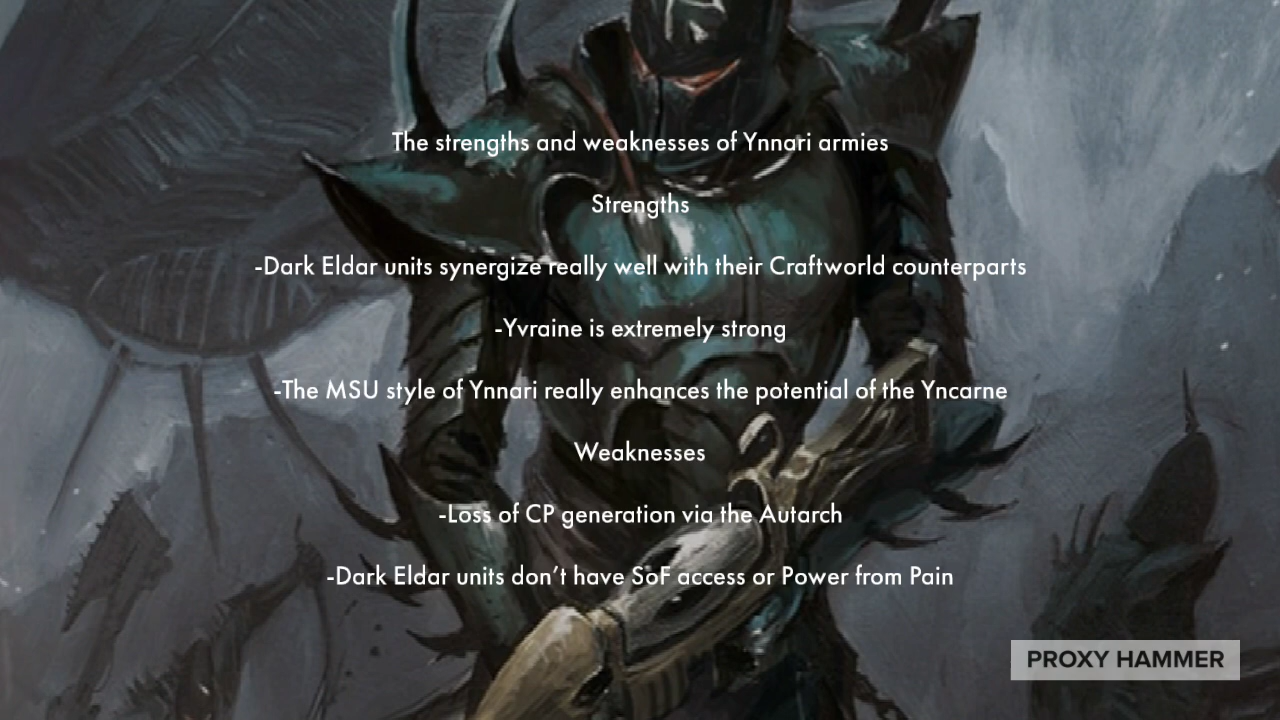 The strengths and weaknesses of Ynnari armies
Strengths
-Dark Eldar units synergize really well with their Craftworld counterparts
-Yvraine is extremely strong
-The MSU style of Ynnari really enhances the potential of the Yncarne
Weaknesses
-Loss of CP generation via the Autarch
-Dark Eldar units don’t have SoF access or Power from Pain
PROXY HAMMER